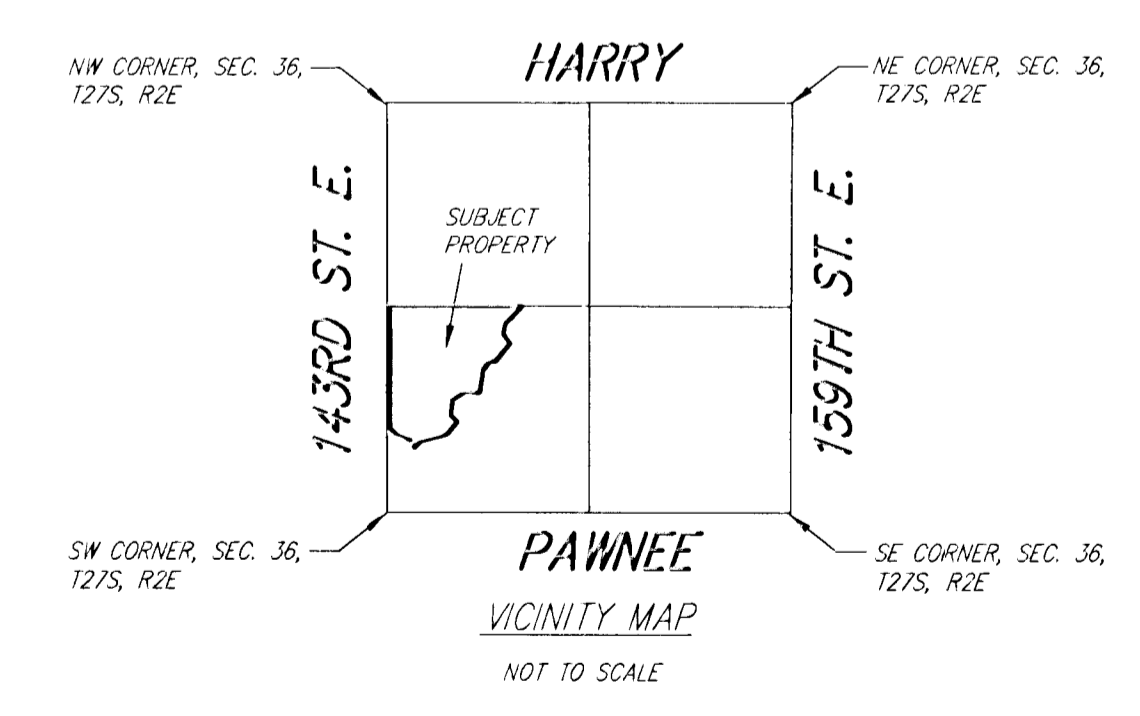 HARRY
NW CORNER, SEC. 36,
T27S, R2E
NE CORNER, SEC. 36,
T27S, R2E
143RD ST. E.
SUBJECT
PROPERTY
159TH ST. E.
SW CORNER, SEC. 36,
T27S, R2E
PAWNEE
SE CORNER, SEC. 36,
T27S, R2E
VICINITY MAP
NOT TO SCALE